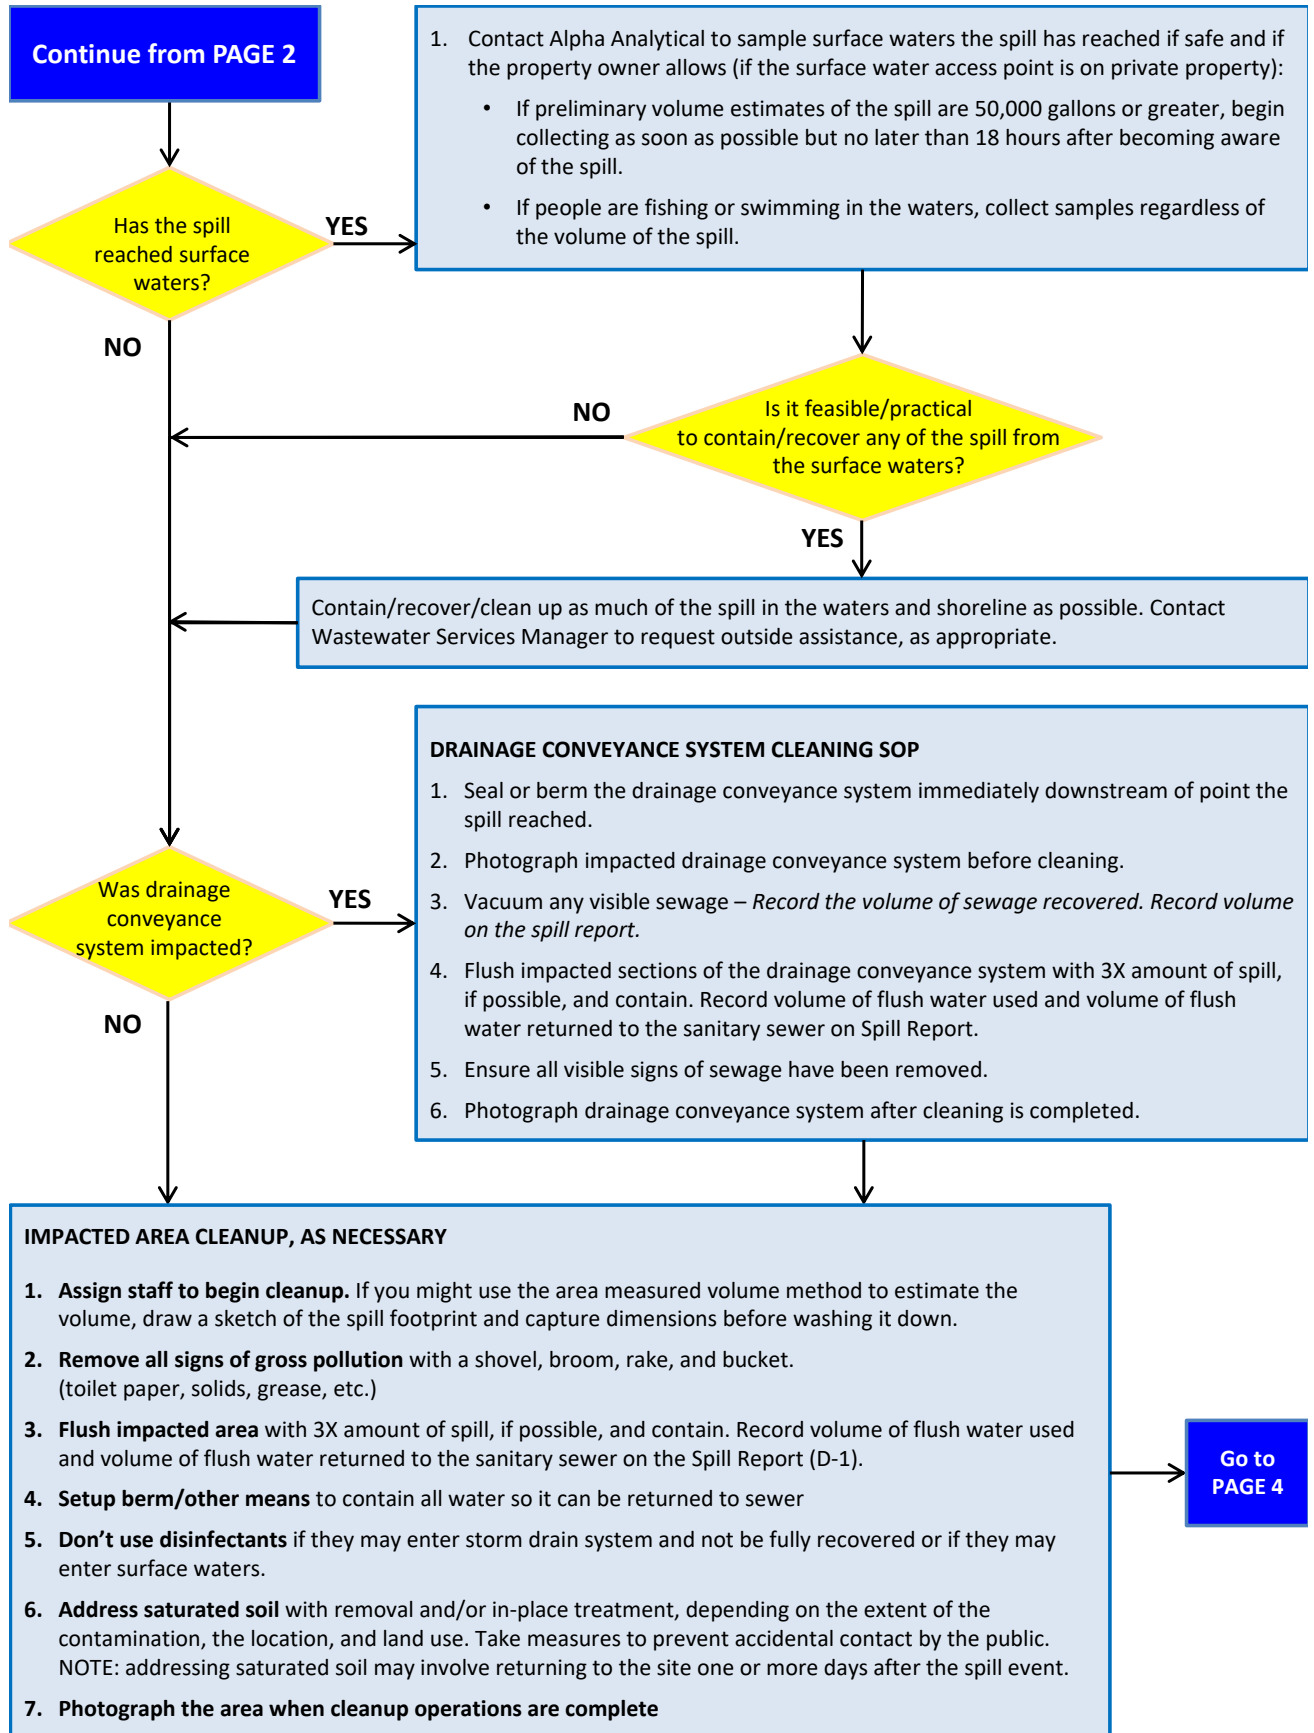 Continue from PAGE 2
1. Contact Alpha Analytical to sample surface waters the spill has reached if safe and if
the property owner allows (if the surface water access point is on private property):
• If preliminary volume estimates of the spill are 50,000 gallons or greater, begin
collecting as soon as possible but no later than 18 hours after becoming aware
of the spill.
• If people are fishing or swimming in the waters, collect samples regardless of
the volume of the spill.
Has the spill
reached surface
waters?
YES
NO
Is it feasible/practical
to contain/recover any of the spill from
the surface waters?
NO
YES
Contain/recover/clean up as much of the spill in the waters and shoreline as possible. Contact
Wastewater Services Manager to request outside assistance, as appropriate.
Was drainage
conveyance
system impacted?
YES
NO
DRAINAGE CONVEYANCE SYSTEM CLEANING SOP
1. Seal or berm the drainage conveyance system immediately downstream of point the
spill reached.
2. Photograph impacted drainage conveyance system before cleaning.
3. Vacuum any visible sewage – Record the volume of sewage recovered. Record volume
on the spill report.
4. Flush impacted sections of the drainage conveyance system with 3X amount of spill,
if possible, and contain. Record volume of flush water used and volume of flush
water returned to the sanitary sewer on Spill Report.
5. Ensure all visible signs of sewage have been removed.
6. Photograph drainage conveyance system after cleaning is completed.
IMPACTED AREA CLEANUP, AS NECESSARY
1. Assign staff to begin cleanup. If you might use the area measured volume method to estimate the
volume, draw a sketch of the spill footprint and capture dimensions before washing it down.
2. Remove all signs of gross pollution with a shovel, broom, rake, and bucket.
(toilet paper, solids, grease, etc.)
3. Flush impacted area with 3X amount of spill, if possible, and contain. Record volume of flush water used
and volume of flush water returned to the sanitary sewer on the Spill Report (D-1).
4. Setup berm/other means to contain all water so it can be returned to sewer
5. Don’t use disinfectants if they may enter storm drain system and not be fully recovered or if they may
enter surface waters.
6. Address saturated soil with removal and/or in-place treatment, depending on the extent of the
contamination, the location, and land use. Take measures to prevent accidental contact by the public.
NOTE: addressing saturated soil may involve returning to the site one or more days after the spill event.
7. Photograph the area when cleanup operations are complete
Go to
PAGE 4